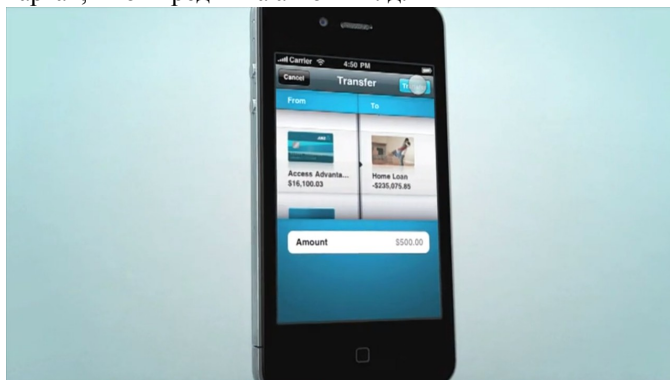 Carrier 4:50 PM
Cancel Transfer
From To
Access Advanta... Home Loan
$16,100.03 -$235,075.85
Amount $500.00